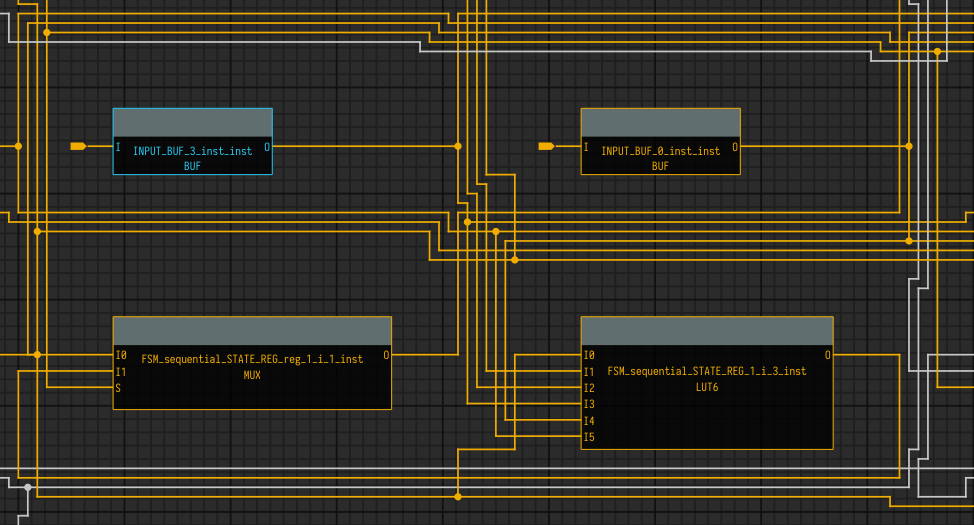 I INPUT_BUF_3_inst_inst O
BUF
I INPUT_BUF_0_inst_inst O
BUF
I0 FSM_sequential_STATE_REG_reg_1_i_1_inst O
I1 MUX
S
I0 O
I1 FSM_sequential_STATE_REG_1_i_3_inst
I2 LUT6
I3
I4
I5